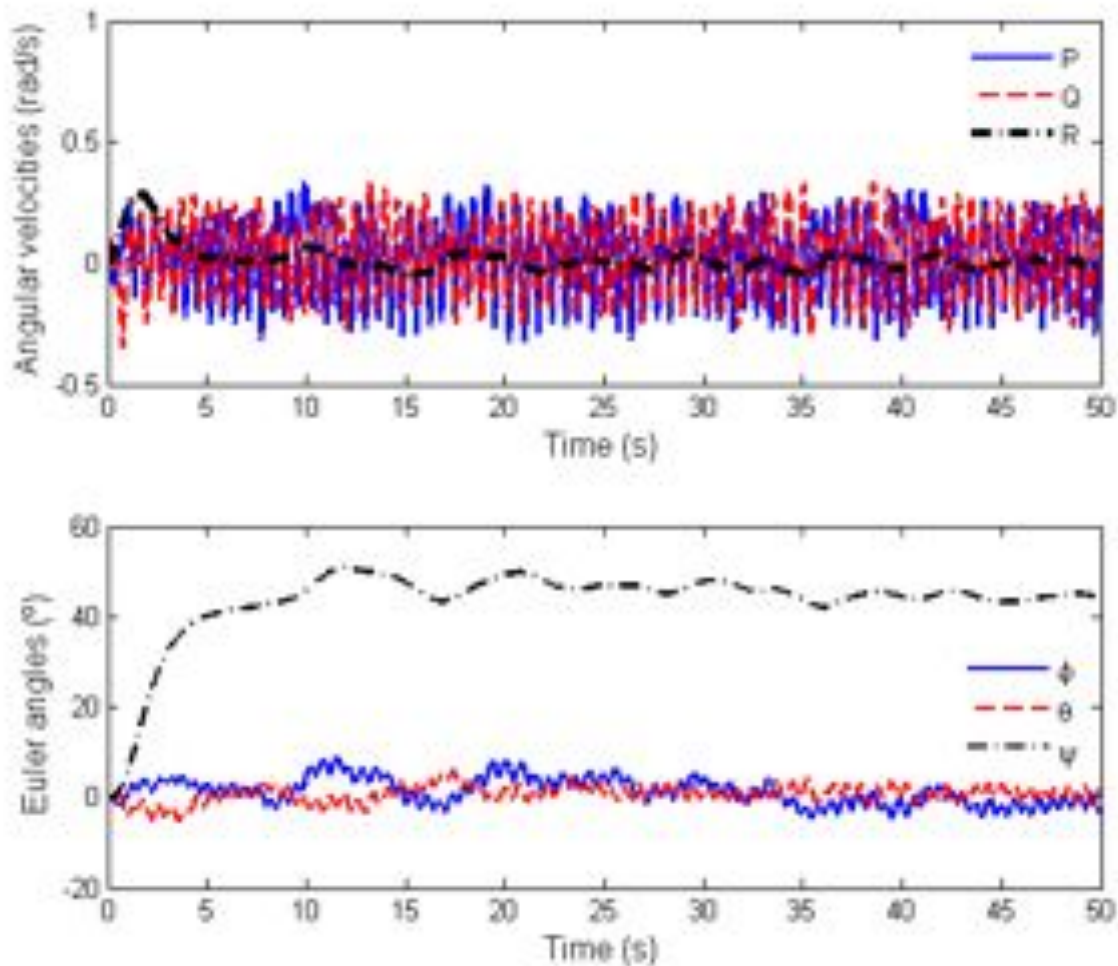 Angular velocities (rad/s)
1
0.5
0
-0.5
P
Q
R
0 5 10 15 20 25 30 35 40 45 50
Time (s)
Euler angles (º)
60
40
20
0
-20
ϕ
θ
ψ
0 5 10 15 20 25 30 35 40 45 50
Time (s)